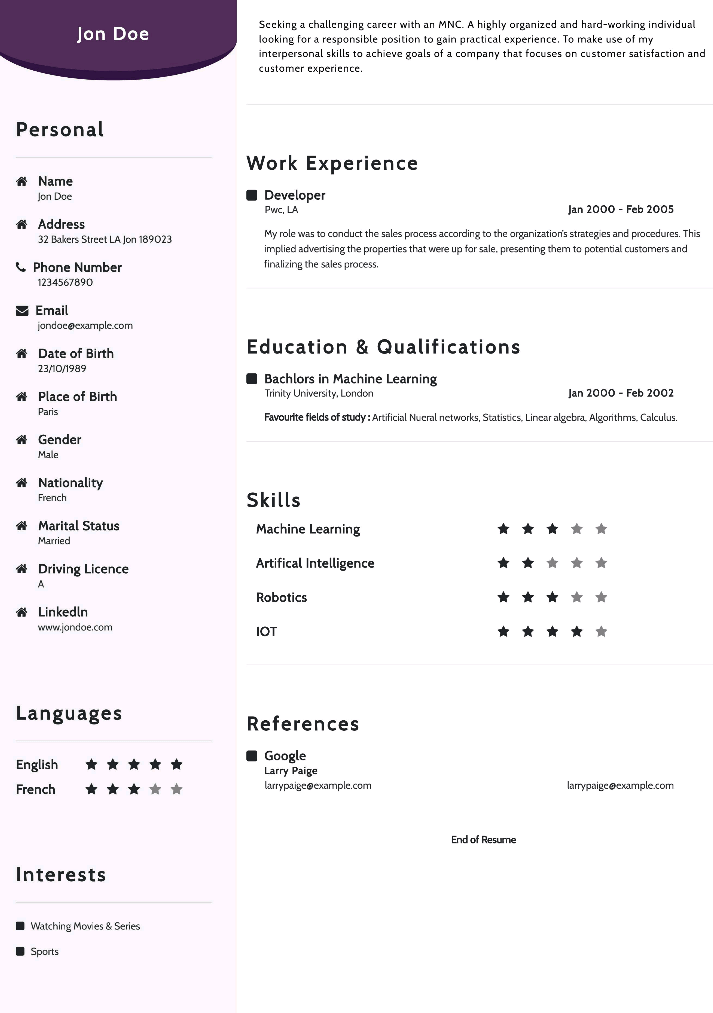 Jon Doe
Personal
Name
Jon Doe
Address
32 Bakers Street LA Jon 189023
Phone Number
1234567890
Email
jondoe@example.com
Date of Birth
23/10/1989
Place of Birth
Paris
Gender
Male
Nationality
French
Marital Status
Married
Driving Licence
A
LinkedIn
www.jondoe.com
Languages
English
French
Interests
Watching Movies & Series
Sports
Seeking a challenging career with an MNC. A highly organized and hard-working individual
looking for a responsible position to gain practical experience. To make use of my
interpersonal skills to achieve goals of a company that focuses on customer satisfaction and
customer experience.
Work Experience
Developer
Pwc, LA Jan 2000 - Feb 2005
My role was to conduct the sales process according to the organization's strategies and procedures. This
implied advertising the properties that were up for sale, presenting them to potential customers and
finalizing the sales process.
Education & Qualifications
Bachlors in Machine Learning
Trinity University, London Jan 2000 - Feb 2002
Favourite fields of study : Artificial Nueral networks, Statistics, Linear algebra, Algorithms, Calculus.
Skills
Machine Learning
Artifical Intelligence
Robotics
IOT
References
Google
Larry Paige
larrypaige@example.com larrypaige@example.com
End of Resume